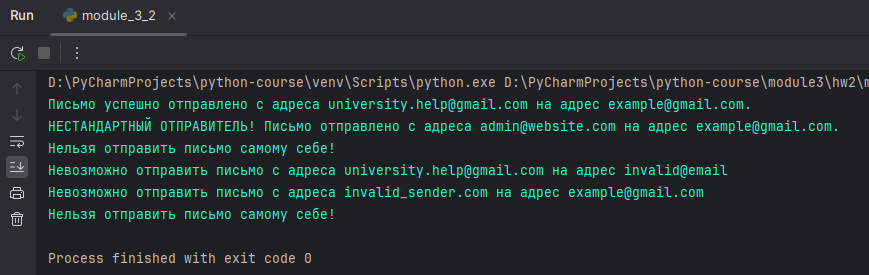 Run module_3_2
D:\PyCharmProjects\python-course\venv\Scripts\python.exe D:\PyCharmProjects\python-course\module3\hw2\m
Письмо успешно отправлено с адреса university.help@gmail.com на адрес example@gmail.com.
НЕСТАНДАРТНЫЙ ОТПРАВИТЕЛЬ! Письмо отправлено с адреса admin@website.com на адрес example@gmail.com.
Нельзя отправить письмо самому себе!
Невозможно отправить письмо с адреса university.help@gmail.com на адрес invalid@email
Невозможно отправить письмо с адреса invalid_sender.com на адрес example@gmail.com
Нельзя отправить письмо самому себе!
Process finished with exit code 0